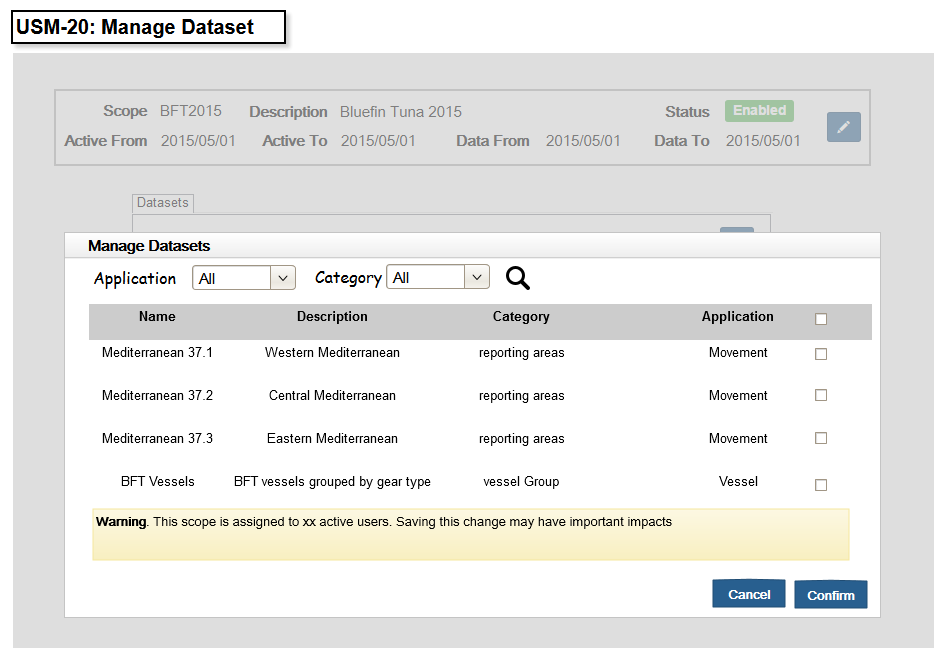 USM-20: Manage Dataset
Scope BFT2015 Description Bluefin Tuna 2015 Status Enabled
Active From 2015/05/01 Active To 2015/05/01 Data From 2015/05/01 Data To 2015/05/01
Datasets
Manage Datasets
Application All Category All
Name Description Category Application
Mediterranean 37.1 Western Mediterranean reporting areas Movement
Mediterranean 37.2 Central Mediterranean reporting areas Movement
Mediterranean 37.3 Eastern Mediterranean reporting areas Movement
BFT Vessels BFT vessels grouped by gear type vessel Group Vessel
Warning. This scope is assigned to xx active users. Saving this change may have important impacts
Cancel Confirm